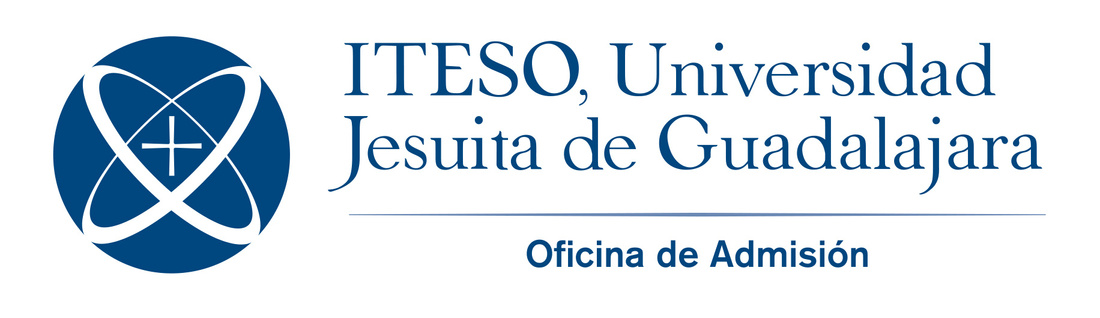 ITESO, Universidad
Jesuita de Guadalajara
Oficina de Admisión